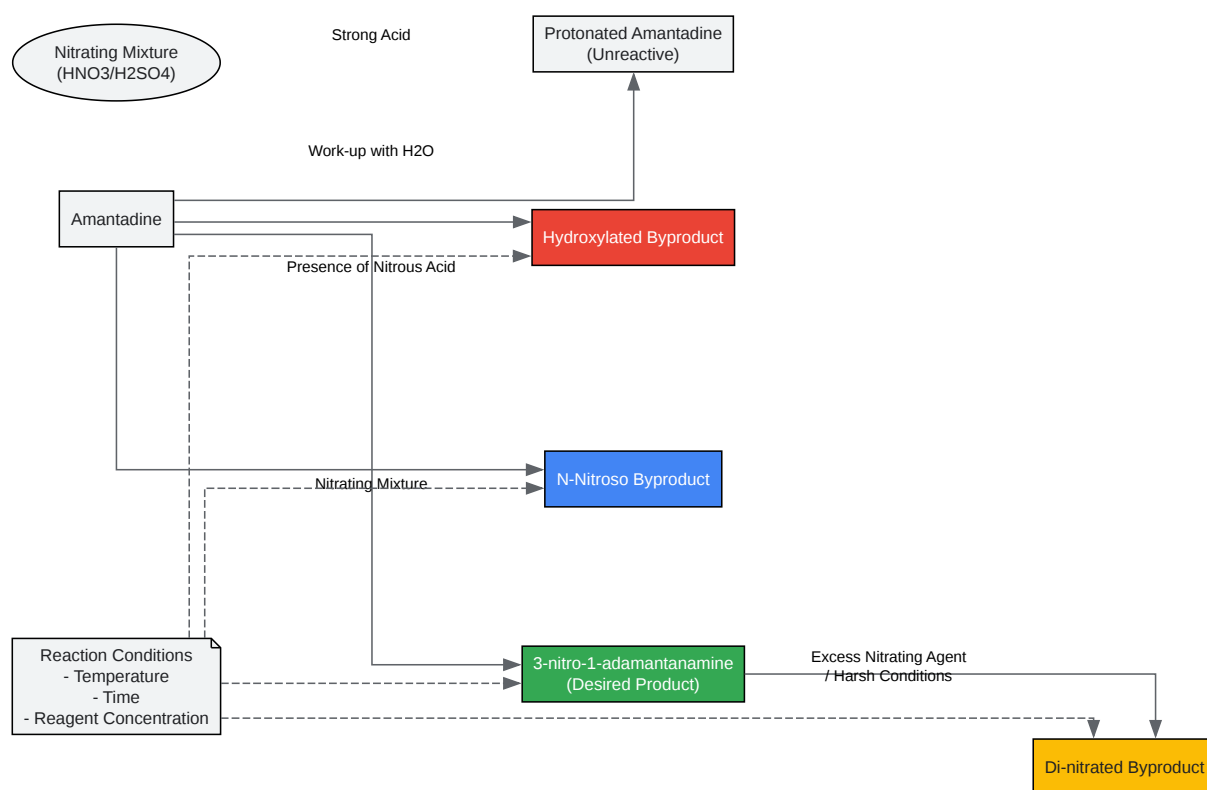 Strong Acid
Protonated Amantadine
(Unreactive)
Nitrating Mixture
(HNO3/H2SO4)
Work-up with H2O
Amantadine
Hydroxylated Byproduct
Presence of Nitrous Acid
N-Nitroso Byproduct
Nitrating Mixture
Reaction Conditions
- Temperature
- Time
- Reagent Concentration
3-nitro-1-adamantanamine
(Desired Product)
Excess Nitrating Agent
/ Harsh Conditions
Di-nitrated Byproduct